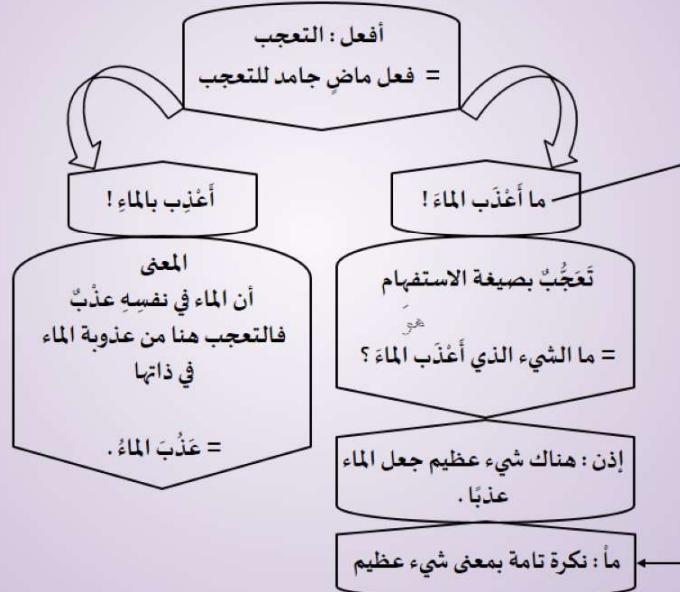 أفعل : التعجب
= فعل ماضٍ جامد للتعجب
ما أَعْذَب الماءَ !
تَعَجُّبٌ بصيغة الاستفهام
هو
= ما الشيء الذي أَعْذَب الماءَ ؟
إذن : هناك شيء عظيم جعل الماء
عذبًا .
ماْ : نكرة تامة بمعنى شيء عظيم
أَعْذِب بالماءِ !
المعنى
أن الماء في نفسِهِ عذْبٌ
فالتعجب هنا من عذوبة الماء
في ذاتها
= عَذُبَ الماءُ .